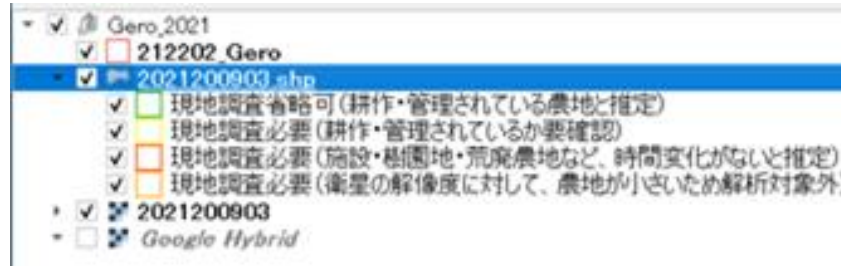 Gero_2021
212202_Gero
2021200903.shp
現地調査省略可(耕作・管理されている農地と推定)
現地調査必要(耕作・管理されているか要確認)
現地調査必要(施設・樹園地・荒廃農地など、時間変化がないと推定)
現地調査必要(衛星の解像度に対して、農地が小さいため解析対象外
2021200903
Google Hybrid